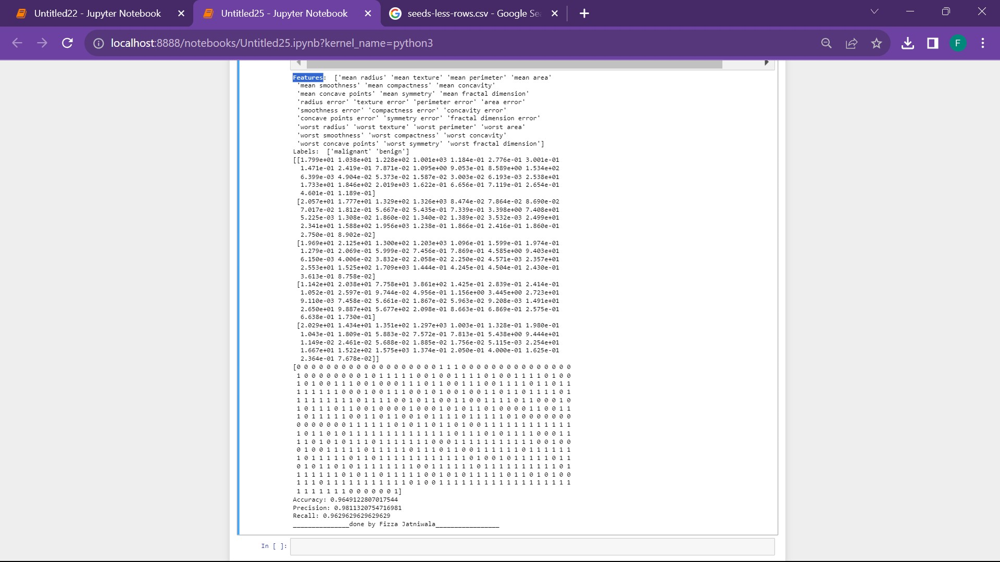 Untitled22 - Jupyter Notebook
Untitled25 - Jupyter Notebook
seeds-less-rows.csv - Google Se
localhost:8888/notebooks/Untitled25.ipynb?kernel_name=python3
F
Features:  ['mean radius' 'mean texture' 'mean perimeter' 'mean area'
'mean smoothness' 'mean compactness' 'mean concavity'
'mean concave points' 'mean symmetry' 'mean fractal dimension'
'radius error' 'texture error' 'perimeter error' 'area error'
'smoothness error' 'compactness error' 'concavity error'
'concave points error' 'symmetry error' 'fractal dimension error'
'worst radius' 'worst texture' 'worst perimeter' 'worst area'
'worst smoothness' 'worst compactness' 'worst concavity'
'worst concave points' 'worst symmetry' 'worst fractal dimension']
Labels:  ['malignant' 'benign']
[[1.799e+01 1.038e+01 1.228e+02 1.001e+03 1.184e-01 2.776e-01 3.001e-01
1.471e-01 2.419e-01 7.871e-02 1.095e+00 9.053e-01 8.589e+00 1.534e+02
6.399e-03 4.904e-02 5.373e-02 1.587e-02 3.003e-02 6.193e-03 2.538e+01
1.733e+01 1.846e+02 2.019e+03 1.622e-01 6.656e-01 7.119e-01 2.654e-01
4.601e-01 1.189e-01]
[2.057e+01 1.777e+01 1.329e+02 1.326e+03 8.474e-02 7.864e-02 8.690e-02
7.017e-02 1.812e-01 5.667e-02 5.435e-01 7.339e-01 3.398e+00 7.408e+01
5.225e-03 1.308e-02 1.860e-02 1.340e-02 1.389e-02 3.532e-03 2.499e+01
2.341e+01 1.588e+02 1.956e+03 1.238e-01 1.866e-01 2.416e-01 1.860e-01
2.750e-01 8.902e-02]
[1.969e+01 2.125e+01 1.300e+02 1.203e+03 1.096e-01 1.599e-01 1.974e-01
1.279e-01 2.069e-01 5.999e-02 7.456e-01 7.869e-01 4.585e+00 9.403e+01
6.150e-03 4.006e-02 3.832e-02 2.058e-02 2.250e-02 4.571e-03 2.357e+01
2.553e+01 1.525e+02 1.709e+03 1.444e-01 4.245e-01 4.504e-01 2.430e-01
3.613e-01 8.758e-02]
[1.142e+01 2.038e+01 7.758e+01 3.861e+02 1.425e-01 2.839e-01 2.414e-01
1.052e-01 2.597e-01 9.744e-02 4.956e-01 1.156e+00 3.445e+00 2.723e+01
9.110e-03 7.458e-02 5.661e-02 1.867e-02 5.963e-02 9.208e-03 1.491e+01
2.650e+01 9.887e+01 5.677e+02 2.098e-01 8.663e-01 6.869e-01 2.575e-01
6.638e-01 1.730e-01]
[2.029e+01 1.434e+01 1.351e+02 1.297e+03 1.003e-01 1.328e-01 1.980e-01
1.043e-01 1.809e-01 5.883e-02 7.572e-01 7.813e-01 5.438e+00 9.444e+01
1.149e-02 2.461e-02 5.688e-02 1.885e-02 1.756e-02 5.115e-03 2.254e+01
1.667e+01 1.522e+02 1.575e+03 1.374e-01 2.050e-01 4.000e-01 1.625e-01
2.364e-01 7.678e-02]]
[0 0 0 0 0 0 0 0 0 0 0 0 0 0 0 0 0 0 0 1 1 1 0 0 0 0 0 0 0 0 0 0 0 0 0 0 0
1 0 0 0 0 0 0 0 0 1 0 1 1 1 1 1 0 0 1 0 0 1 1 1 1 0 1 0 0 1 1 1 1 0 1 0 0
1 0 1 0 0 1 1 1 0 0 1 0 0 0 1 1 1 0 1 1 0 0 1 1 1 0 0 1 1 1 1 0 1 1 0 1 1
1 1 1 1 1 1 0 0 0 1 0 0 1 1 1 0 0 1 0 1 0 0 1 0 0 1 1 0 1 1 0 1 1 1 1 0 1
1 1 1 1 1 1 1 1 0 1 1 1 1 0 0 1 0 1 1 0 0 1 1 0 0 1 1 1 1 0 1 1 0 0 0 1 0
1 0 1 1 1 0 1 1 0 0 1 0 0 0 0 1 0 0 0 1 0 1 0 1 1 0 1 0 0 0 0 1 1 0 0 1 1
1 0 1 1 1 1 1 0 0 1 1 0 1 1 0 0 1 0 1 1 1 1 0 1 1 1 1 1 0 1 0 0 0 0 0 0 0
0 0 0 0 0 0 0 1 1 1 1 1 1 0 1 0 1 1 0 1 1 0 1 0 0 1 1 1 1 1 1 1 1 1 1 1 1
1 0 1 1 0 1 0 1 1 1 1 1 1 1 1 1 1 1 1 1 1 0 1 1 1 0 1 0 1 1 1 1 0 0 0 1 1
1 1 0 1 0 1 0 1 1 1 0 1 1 1 1 1 1 1 0 0 0 1 1 1 1 1 1 1 1 1 1 1 0 0 1 0 0
0 1 0 0 1 1 1 1 1 0 1 1 1 1 1 0 1 1 1 0 1 1 0 0 1 1 1 1 1 1 0 1 1 1 1 1 1
1 0 1 1 1 1 1 0 1 1 0 1 1 1 1 1 1 1 1 1 1 1 1 0 1 0 0 1 0 1 1 1 1 1 0 1 1
0 1 0 1 1 0 1 0 1 1 1 1 1 1 1 1 0 0 1 1 1 1 1 1 0 1 1 1 1 1 1 1 1 1 1 0 1
1 1 1 1 1 1 0 1 0 1 1 0 1 1 1 1 1 0 0 1 0 1 0 1 1 1 1 1 0 1 1 0 1 0 1 0 0
1 1 1 0 1 1 1 1 1 1 1 1 1 1 1 0 1 0 0 1 1 1 1 1 1 1 1 1 1 1 1 1 1 1 1 1 1
1 1 1 1 1 1 1 0 0 0 0 0 0 1]
Accuracy: 0.9649122807017544
Precision: 0.9811320754716981
Recall: 0.9629629629629629
_______________done by Fizza Jatniwala_________________
In [ ]: